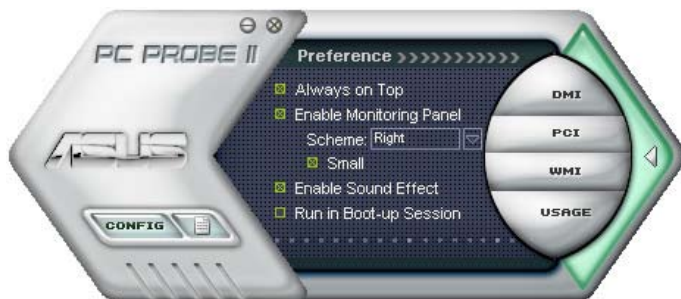 PC PROBE II
ASUS
CONFIG
Preference
Always on Top
Enable Monitoring Panel
Scheme: Right
Small
Enable Sound Effect
Run in Boot-up Session
DMI
PCI
WMI
USAGE